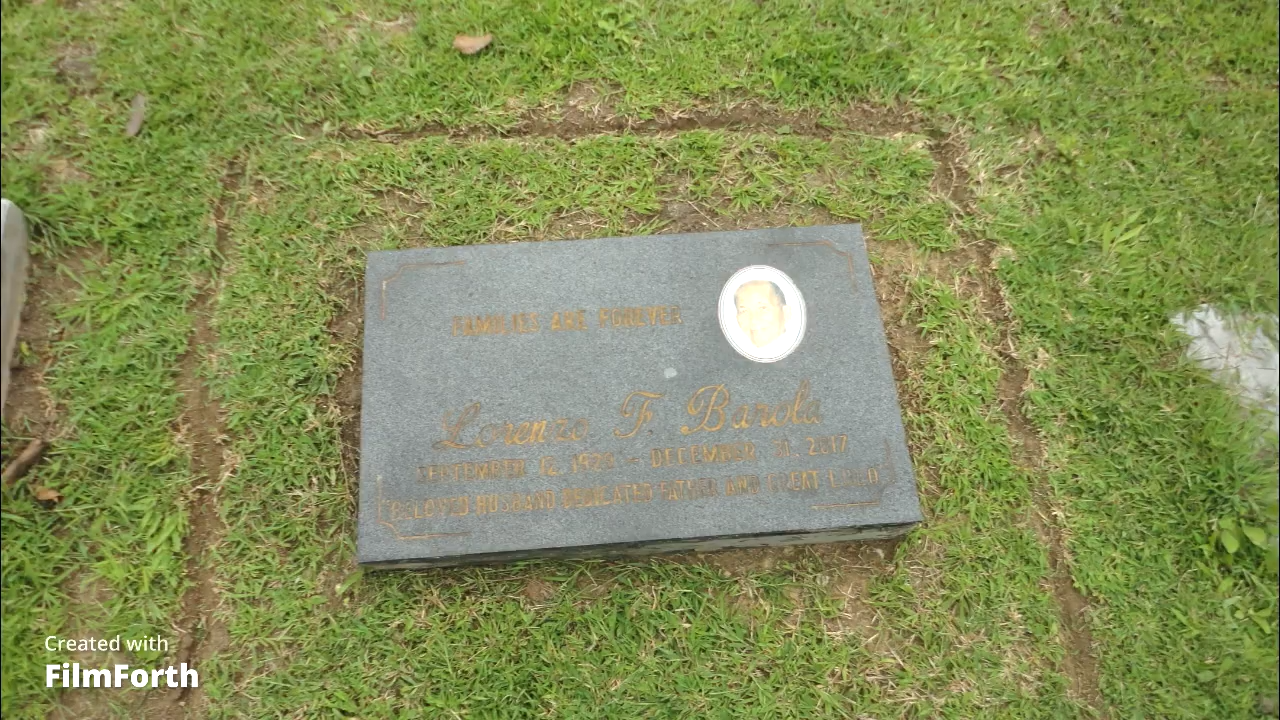 FAMILIES ARE FOREVER
Lorenzo F. Barola
SEPTEMBER 12, - DECEMBER 31, 2017
BELOVED HUSBAND DEDICATED FATHER AND GREAT
Created with
FilmForth